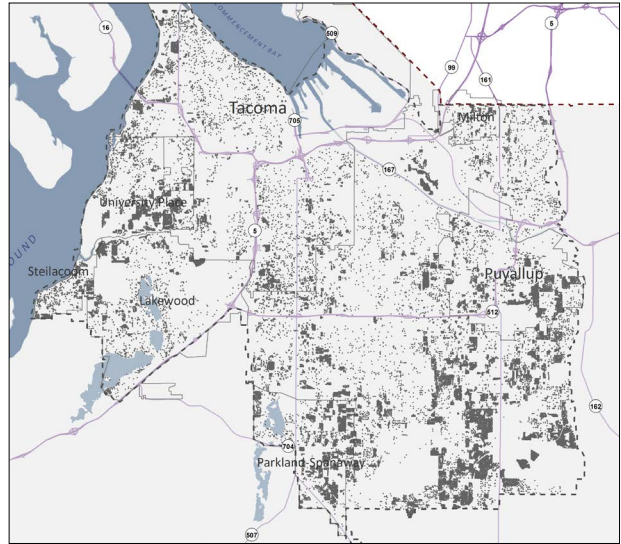 16
COMMENCEMENT BAY
509
5
99
161
Tacoma
705
Milton
167
University Place
5
OUND
Steilacoom
Puyallup
Lakewood
512
162
704
Parkland-Spanaway
507